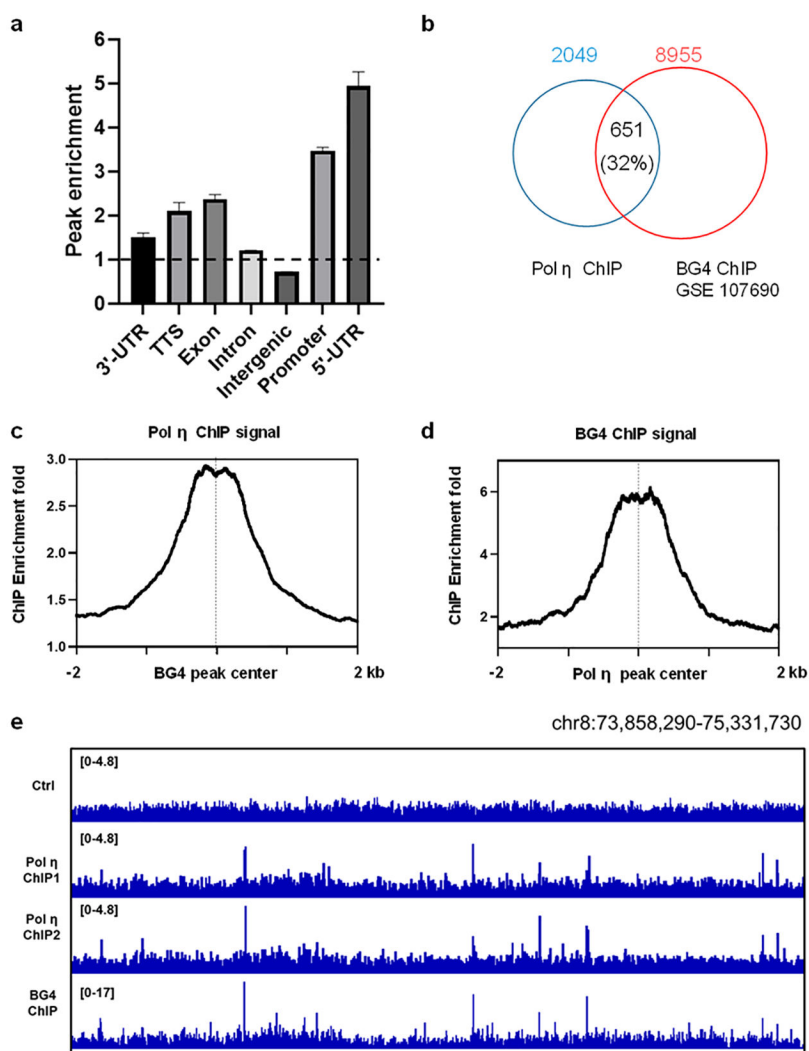 a
Peak enrichment
6
5
4
3
2
1
0
3'-UTR
TTS
Exon
Intron
Intergenic
Promoter
5'-UTR
b
2049
8955
651
(32%)
Pol η ChIP
BG4 ChIP
GSE 107690
c
Pol η ChIP signal
ChIP Enrichment fold
3.0
2.5
2.0
1.5
1.0
-2
BG4 peak center
2 kb
d
BG4 ChIP signal
ChIP Enrichment fold
6
4
2
-2
Pol η peak center
2 kb
e
chr8:73,858,290-75,331,730
Ctrl
[0-4.8]
Pol η
ChIP1
[0-4.8]
Pol η
ChIP2
[0-4.8]
BG4
ChIP
[0-17]